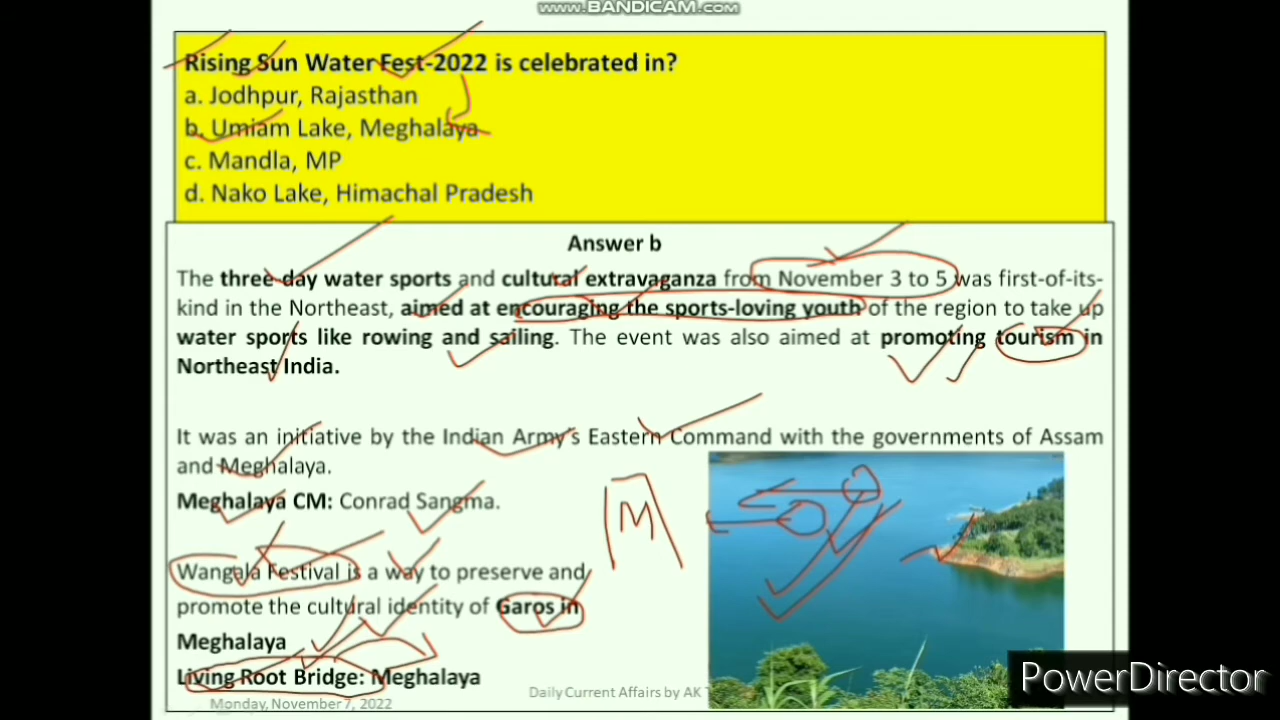 www.BANDICAM.com
Rising Sun Water Fest-2022 is celebrated in?
a. Jodhpur, Rajasthan
b. Umiam Lake, Meghalaya
c. Mandla, MP
d. Nako Lake, Himachal Pradesh
Answer b
The three-day water sports and cultural extravaganza from November 3 to 5 was first-of-its-
kind in the Northeast, aimed at encouraging the sports-loving youth of the region to take up
water sports like rowing and sailing. The event was also aimed at promoting tourism in
Northeast India.
It was an initiative by the Indian Army's Eastern Command with the governments of Assam
and Meghalaya.
Meghalaya CM: Conrad Sangma.
M
Wangala Festival is a way to preserve and
promote the cultural identity of Garos in
Meghalaya
Living Root Bridge: Meghalaya
Monday, November 7, 2022
Daily Current Affairs by AK
PowerDirector